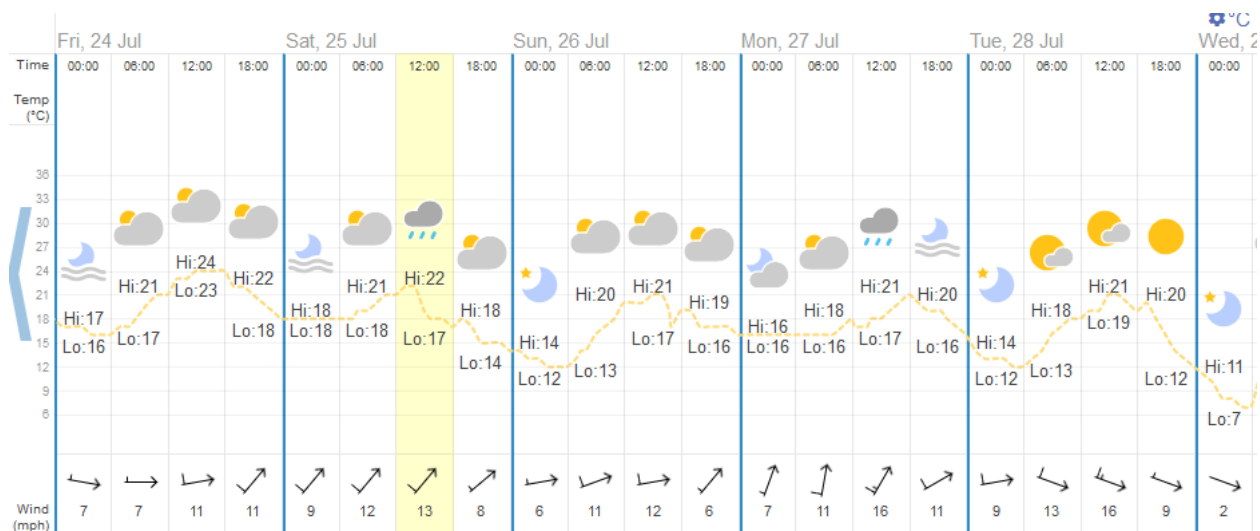 °C
Fri, 24 Jul Sat, 25 Jul Sun, 26 Jul Mon, 27 Jul Tue, 28 Jul Wed, 2
Time 00:00 06:00 12:00 18:00 00:00 06:00 12:00 18:00 00:00 06:00 12:00 18:00 00:00 06:00 12:00 18:00 00:00 06:00 12:00 18:00 00:00
Temp
(°C)
36
33
30
27
24
21
18
15
12
9
6
Hi:17 Hi:21 Hi:24 Hi:22 Hi:18 Hi:21 Hi:22 Hi:18 Hi:14 Hi:20 Hi:21 Hi:19 Hi:16 Hi:18 Hi:21 Hi:20 Hi:14 Hi:18 Hi:21 Hi:20 Hi:11
Lo:16 Lo:17 Lo:23 Lo:18 Lo:18 Lo:18 Lo:17 Lo:14 Lo:12 Lo:13 Lo:17 Lo:16 Lo:16 Lo:16 Lo:17 Lo:16 Lo:12 Lo:13 Lo:19 Lo:12 Lo:7
Wind 7 7 11 11 9 12 13 8 6 11 12 6 7 11 16 11 9 13 16 9 2
(mph)